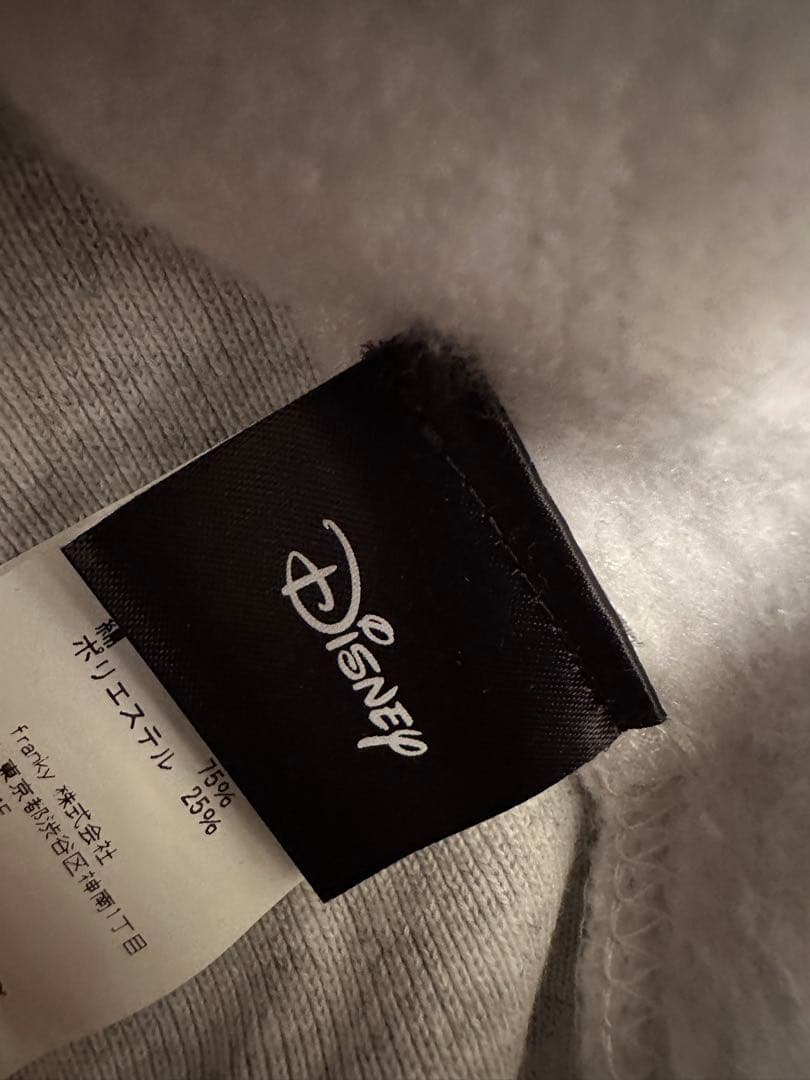 Disney
綿 75%
ポリエステル 25%
franky 株式会社
東京都渋谷区神南1丁目